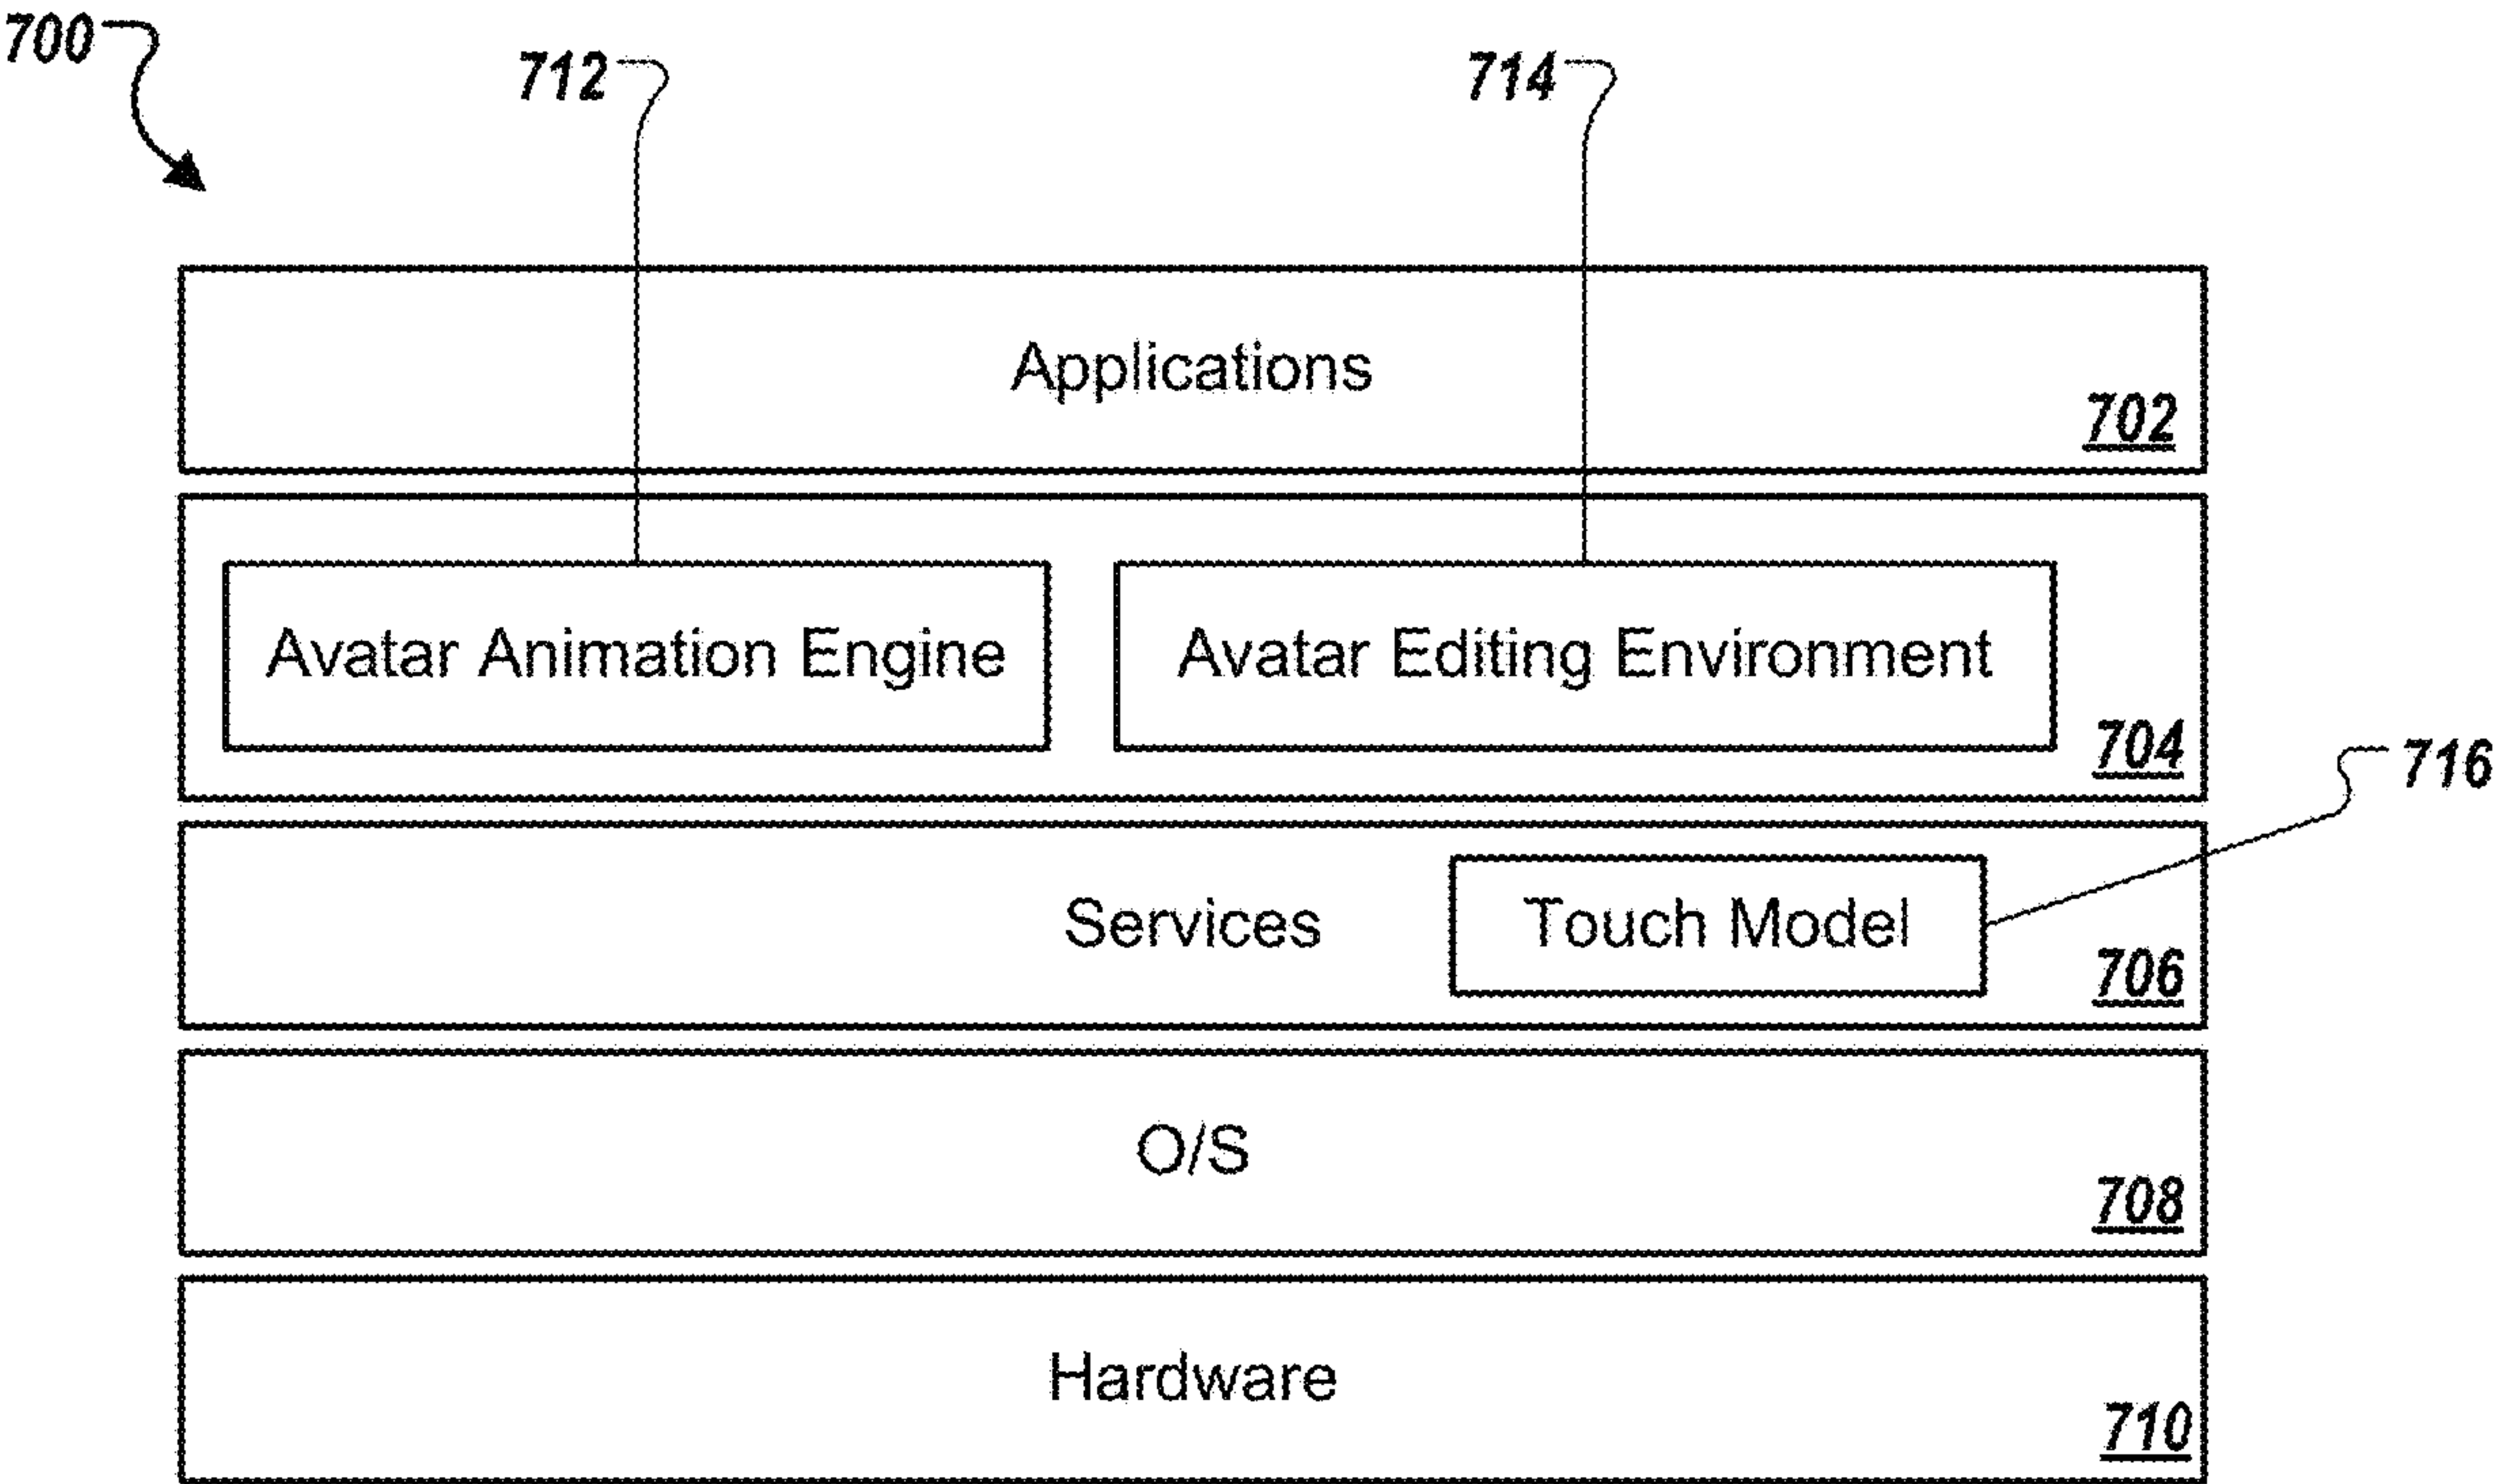 700
712
714
Applications
702
Avatar Animation Engine
Avatar Editing Environment
704
716
Services
Touch Model
706
O/S
708
Hardware
710